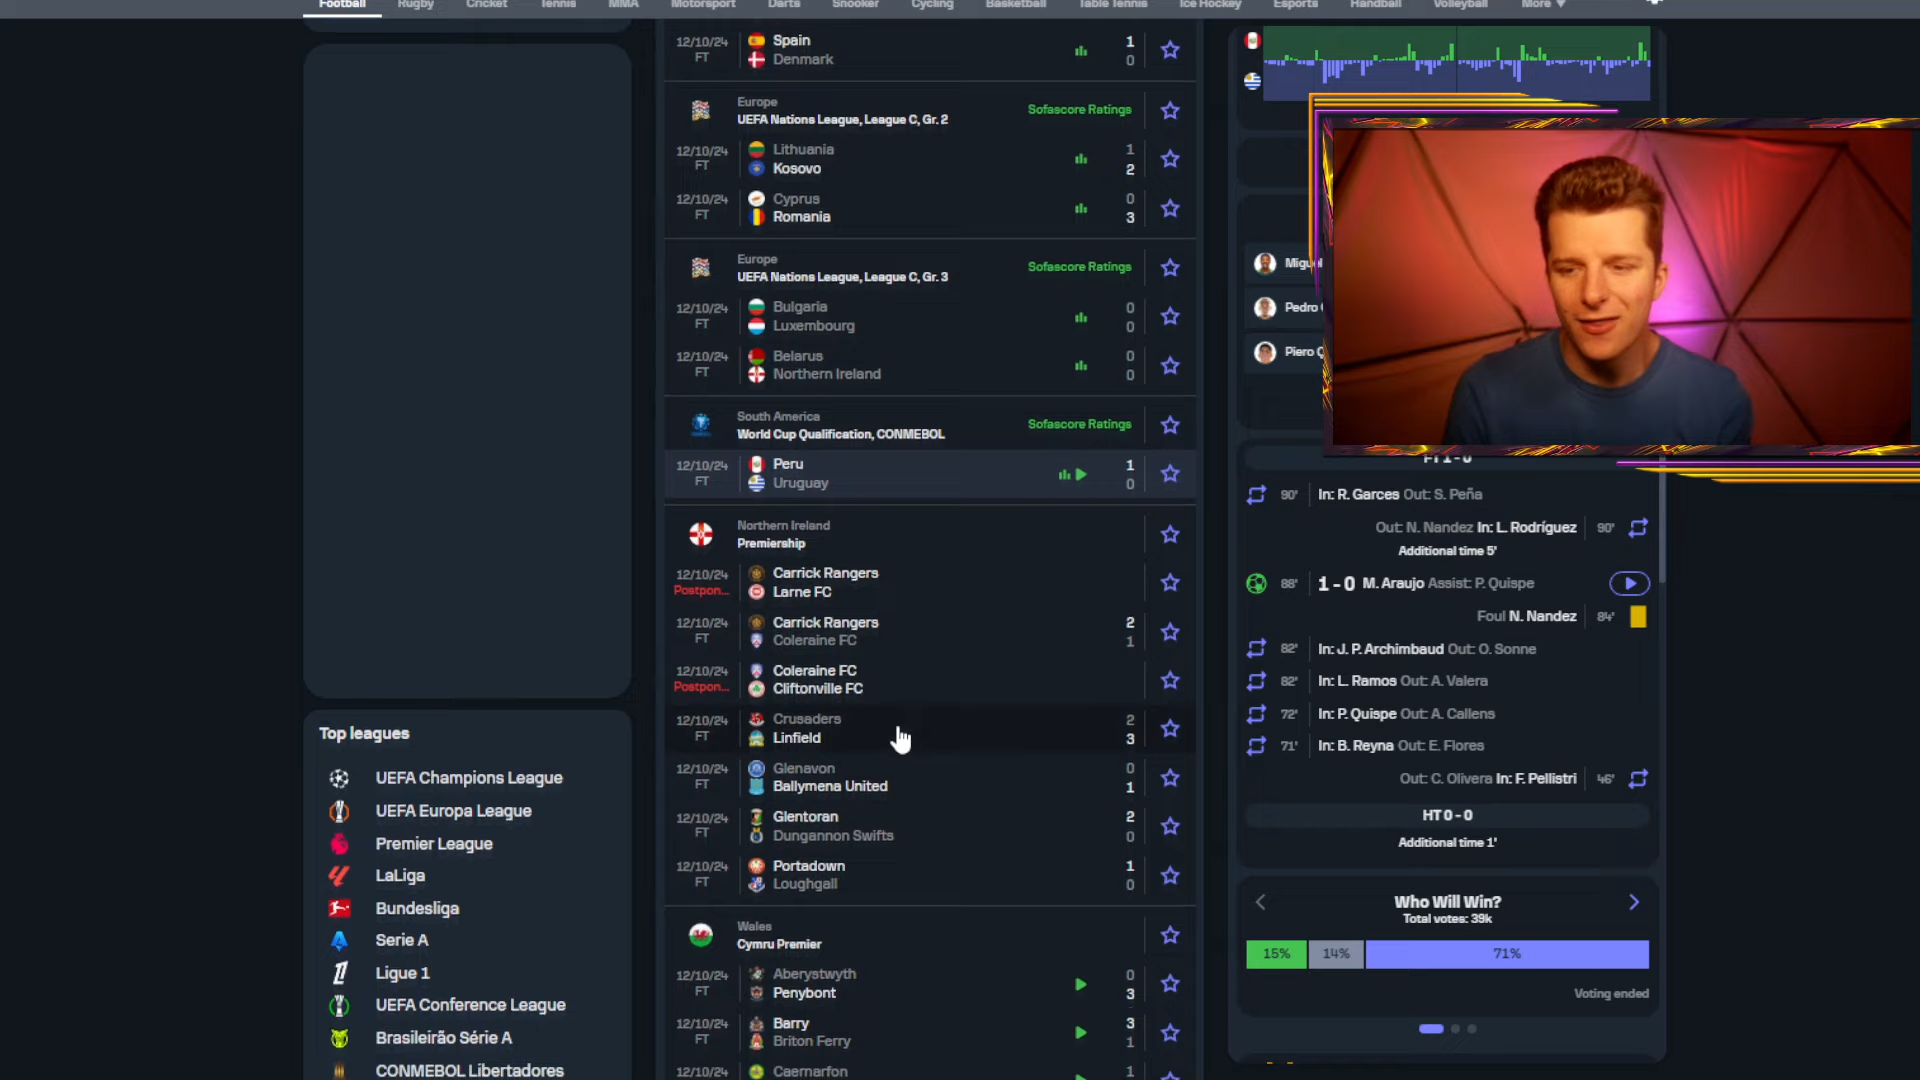 Football Rugby Cricket Tennis MMA Motorsport Darts Snooker Cycling Basketball Table Tennis Ice Hockey Esports Handball Volleyball More
12/10/24 Spain 1
FT Denmark 0
Europe
UEFA Nations League, League C, Gr. 2 Sofascore Ratings
12/10/24 Lithuania 1
FT Kosovo 2
12/10/24 Cyprus 0
FT Romania 3
Europe
UEFA Nations League, League C, Gr. 3 Sofascore Ratings
12/10/24 Bulgaria 0
FT Luxembourg 0
12/10/24 Belarus 0
FT Northern Ireland 0
South America
World Cup Qualification, CONMEBOL Sofascore Ratings
12/10/24 Peru 1
FT Uruguay 0
Northern Ireland
Premiership
12/10/24 Carrick Rangers
Postpon... Larne FC
12/10/24 Carrick Rangers 2
FT Coleraine FC 1
12/10/24 Coleraine FC
Postpon... Cliftonville FC
12/10/24 Crusaders 2
FT Linfield 3
12/10/24 Glenavon 0
FT Ballymena United 1
12/10/24 Glentoran 2
FT Dungannon Swifts 0
12/10/24 Portadown 1
FT Loughgall 0
Wales
Cymru Premier
12/10/24 Aberystwyth 0
FT Penybont 3
12/10/24 Barry 3
FT Briton Ferry 1
12/10/24 Caernarfon 1
Top leagues
UEFA Champions League
UEFA Europa League
Premier League
LaLiga
Bundesliga
Serie A
Ligue 1
UEFA Conference League
Brasileirão Série A
CONMEBOL Libertadores
Pedro
Piero
FT 1 - 0
90' In: R. Garces Out: S. Peña
Out: N. Nandez In: L. Rodríguez 90'
Additional time 5'
88' 1 - 0 M. Araujo Assist: P. Quispe
Foul N. Nandez 84'
82' In: J. P. Archimbaud Out: O. Sonne
82' In: L. Ramos Out: A. Valera
72' In: P. Quispe Out: A. Callens
71' In: B. Reyna Out: E. Flores
Out: C. Olivera In: F. Pellistri 46'
HT 0 - 0
Additional time 1'
Who Will Win?
Total votes: 39k
15% 14% 71%
Voting ended